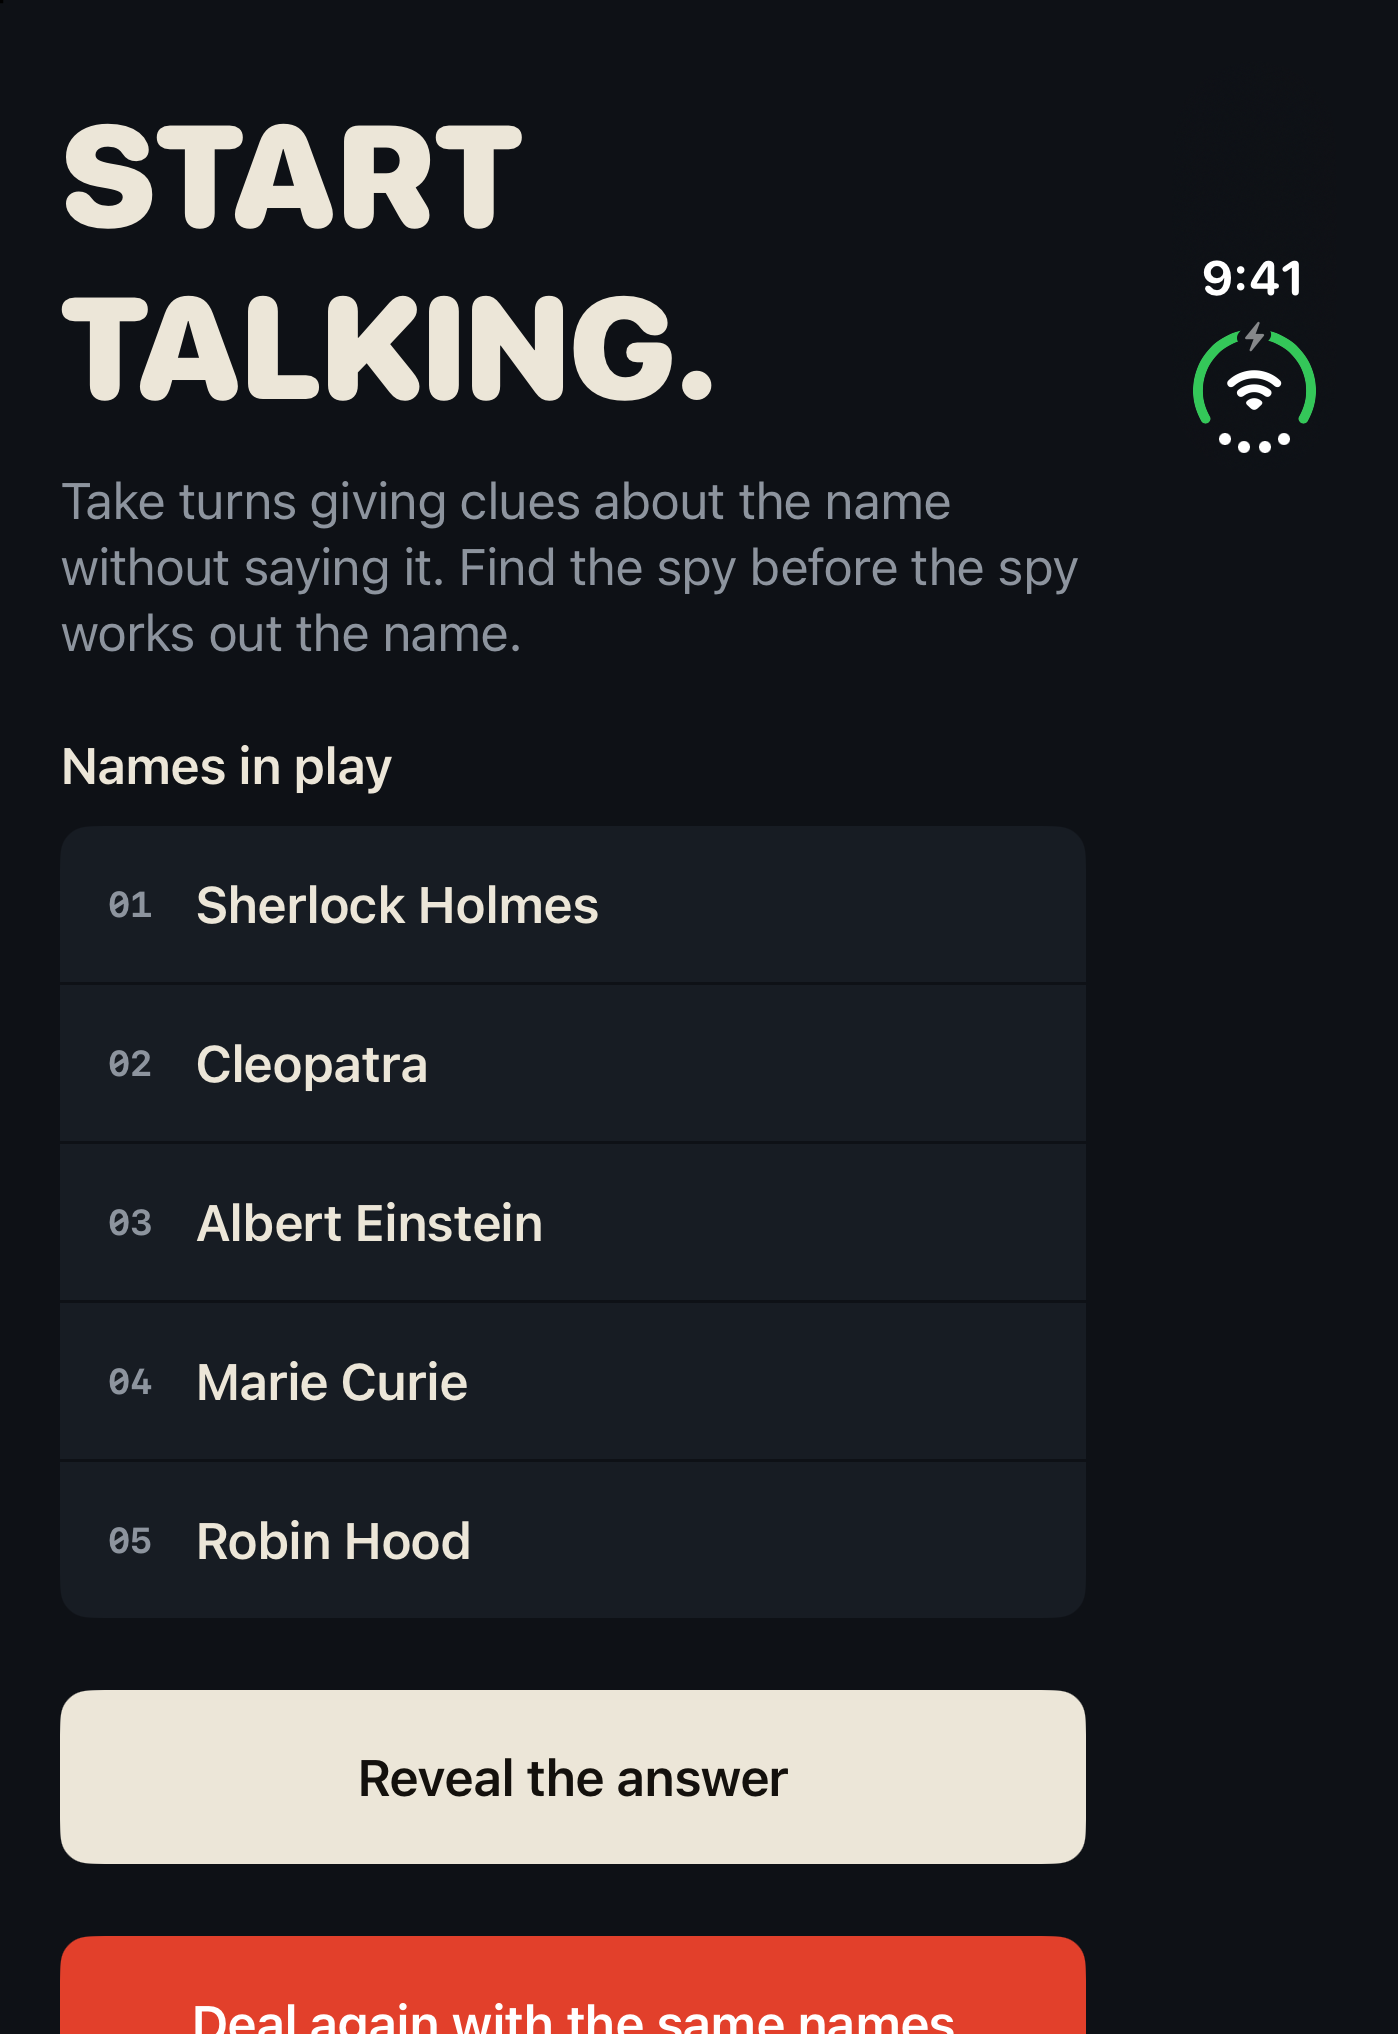 START
TALKING.
9:41
Take turns giving clues about the name
without saying it. Find the spy before the spy
works out the name.
Names in play
01 Sherlock Holmes
02 Cleopatra
03 Albert Einstein
04 Marie Curie
05 Robin Hood
Reveal the answer
Deal again with the same names